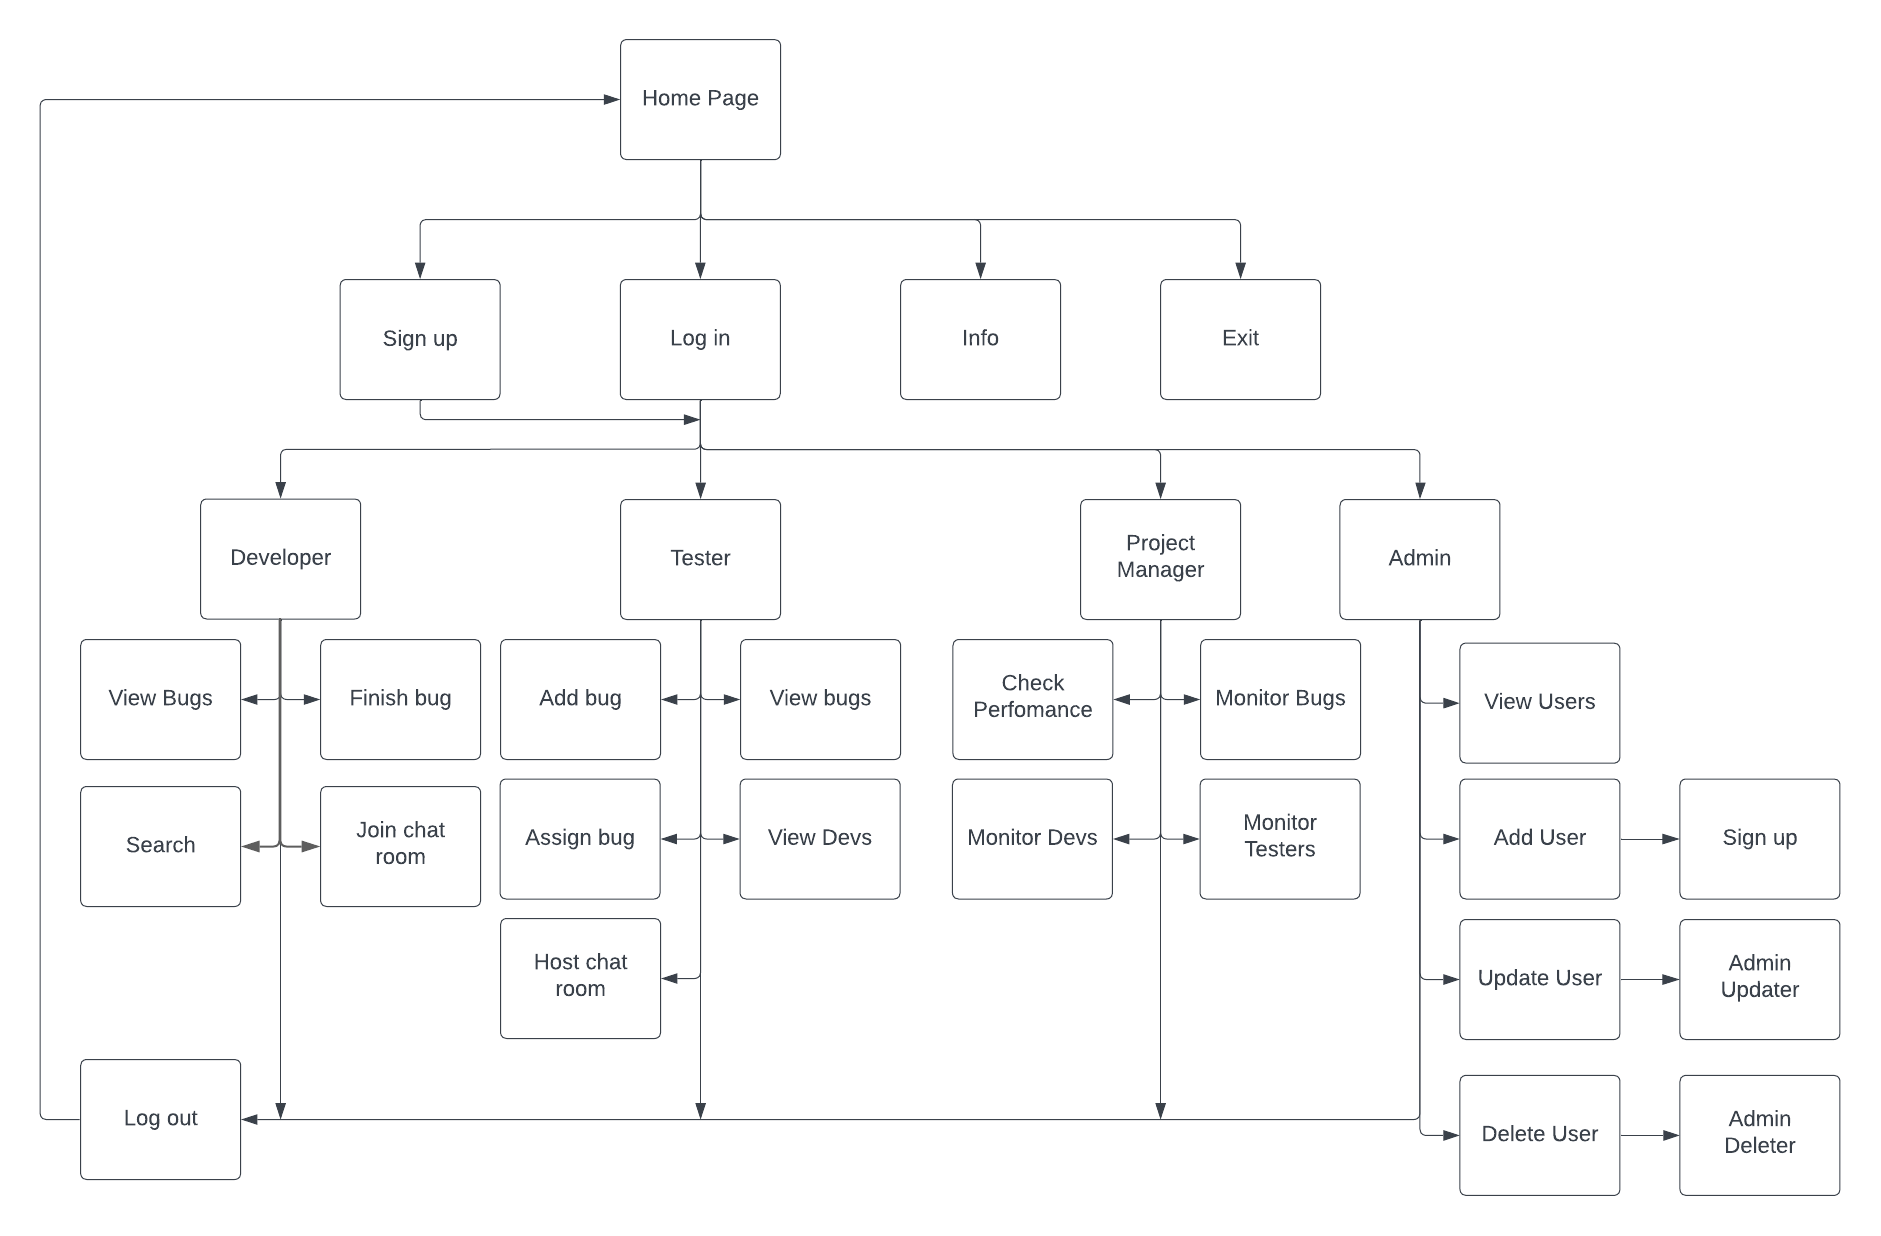 Home Page
Sign up
Log in
Info
Exit
Developer
Tester
Project
Manager
Admin
View Bugs
Finish bug
Add bug
View bugs
Check
Perfomance
Monitor Bugs
View Users
Search
Join chat
room
Assign bug
View Devs
Monitor Devs
Monitor
Testers
Add User
Sign up
Host chat
room
Update User
Admin
Updater
Log out
Delete User
Admin
Deleter